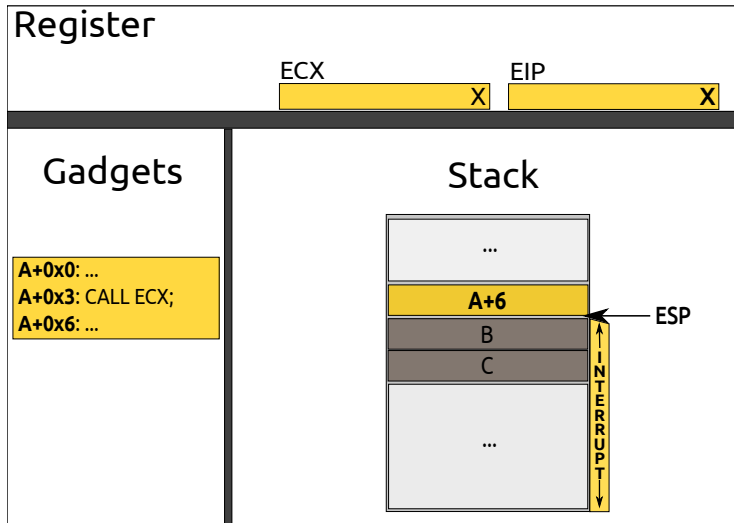 Register
ECX
EIP
X
X
Gadgets
Stack
A+0x0: ...
A+0x3: CALL ECX;
A+0x6: ...
...
A+6
ESP
B
C
...
INTERRUPT